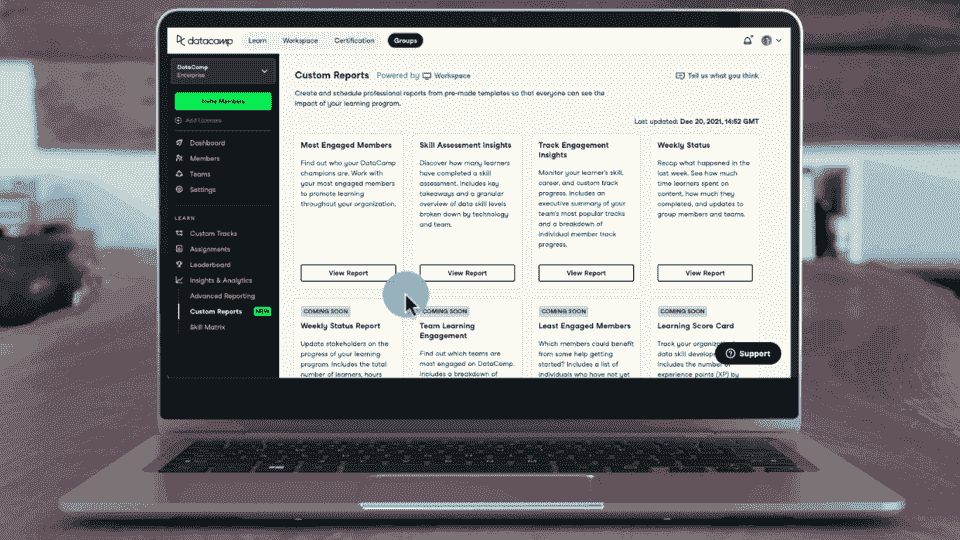 datacamp Learn Workspace Certification Groups
DataCamp
Enterprise
Invite Members
Add Licenses
Dashboard
Members
Teams
Settings
LEARN
Custom Tracks
Assignments
Leaderboard
Insights & Analytics
Advanced Reporting
Custom Reports NEW
Skill Matrix
Custom Reports Powered by Workspace
Tell us what you think
Create and schedule professional reports from pre-made templates so that everyone can see the
impact of your learning program.
Last updated: Dec 20, 2021, 14:52 GMT
Most Engaged Members
Find out who your DataCamp
champions are. Work with
your most engaged members
to promote learning
throughout your organization.
View Report
Skill Assessment Insights
Discover how many learners
have completed a skill
assessment. Includes key
takeaways and a granular
overview of data skill levels
broken down by technology
and team.
View Report
Track Engagement
Insights
Monitor your learner's skill,
career, and custom track
progress. Includes an
executive summary of your
team's most popular tracks
and a breakdown of
individual member track
progress.
View Report
Weekly Status
Recap what happened in the
last week. See how much
time learners spent on
content, how much they
completed, and updates to
group members and teams.
View Report
COMING SOON
Weekly Status Report
Update stakeholders on the
progress of your learning
program. Includes the total
number of learners, hours
COMING SOON
Team Learning
Engagement
Find out which teams are
most engaged on DataCamp.
Includes a breakdown of
COMING SOON
Least Engaged Members
Which members could benefit
from some help getting
started? Includes a list of
individuals who have not yet
COMING SOON
Learning Score Card
Track your
data skill
Includes the
experience points (XP) by
Support